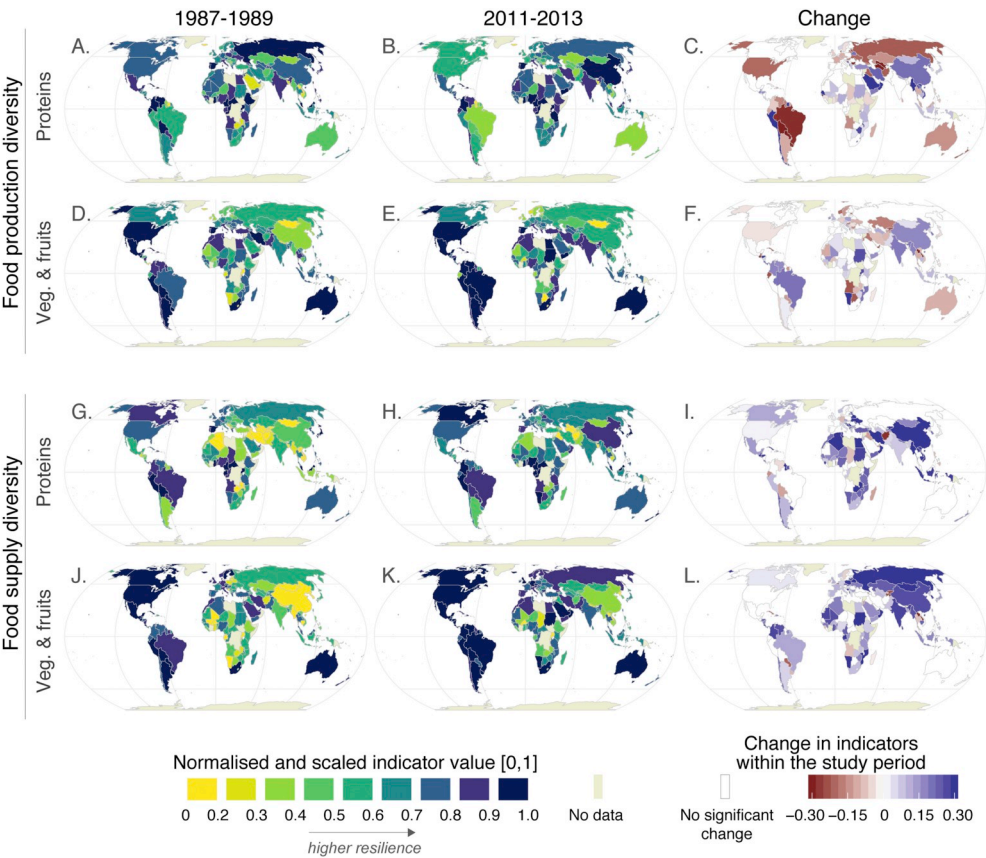 1987-1989
2011-2013
Change
Food production diversity
Proteins
A.
B.
C.
Veg. & fruits
D.
E.
F.
Food supply diversity
Proteins
G.
H.
I.
Veg. & fruits
J.
K.
L.
Normalised and scaled indicator value [0,1]
0 0.2 0.3 0.4 0.5 0.6 0.7 0.8 0.9 1.0
higher resilience
No data
Change in indicators
within the study period
No significant
change
−0.30 −0.15 0 0.15 0.30